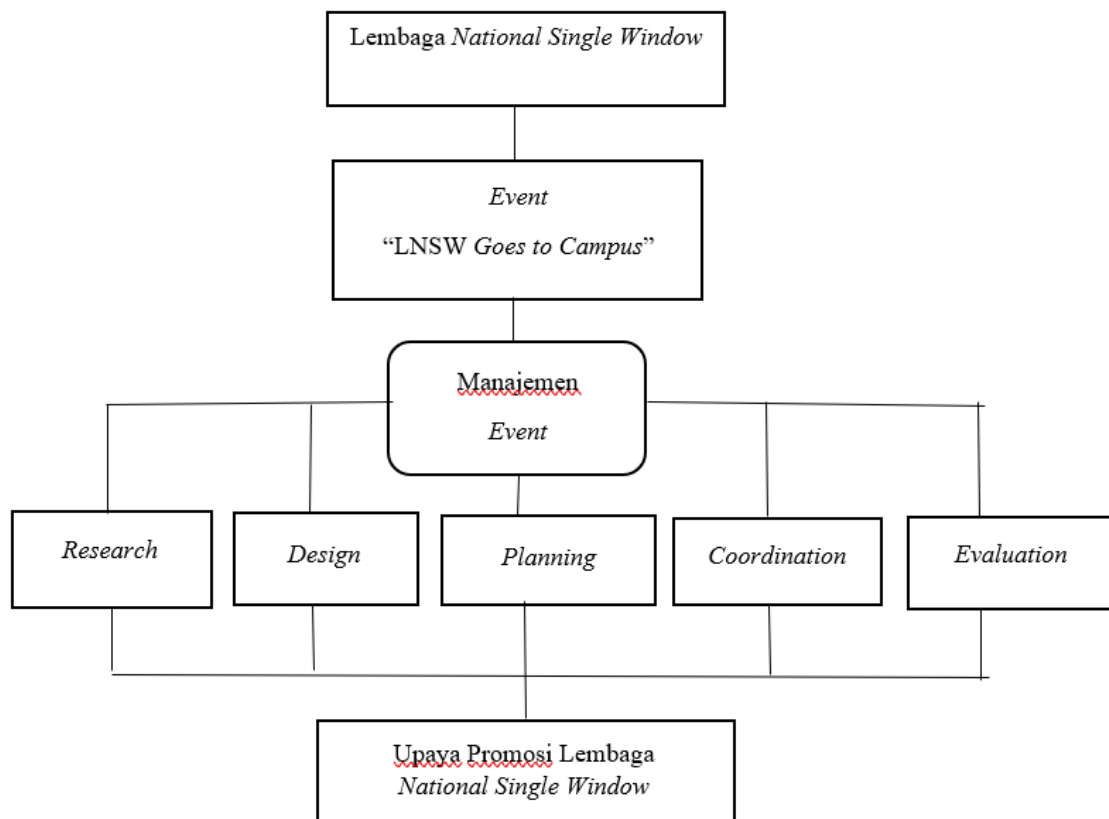 Lembaga National Single Window
Event
“LNSW Goes to Campus”
Manajemen
Event
Research
Design
Planning
Coordination
Evaluation
Upaya Promosi Lembaga
National Single Window